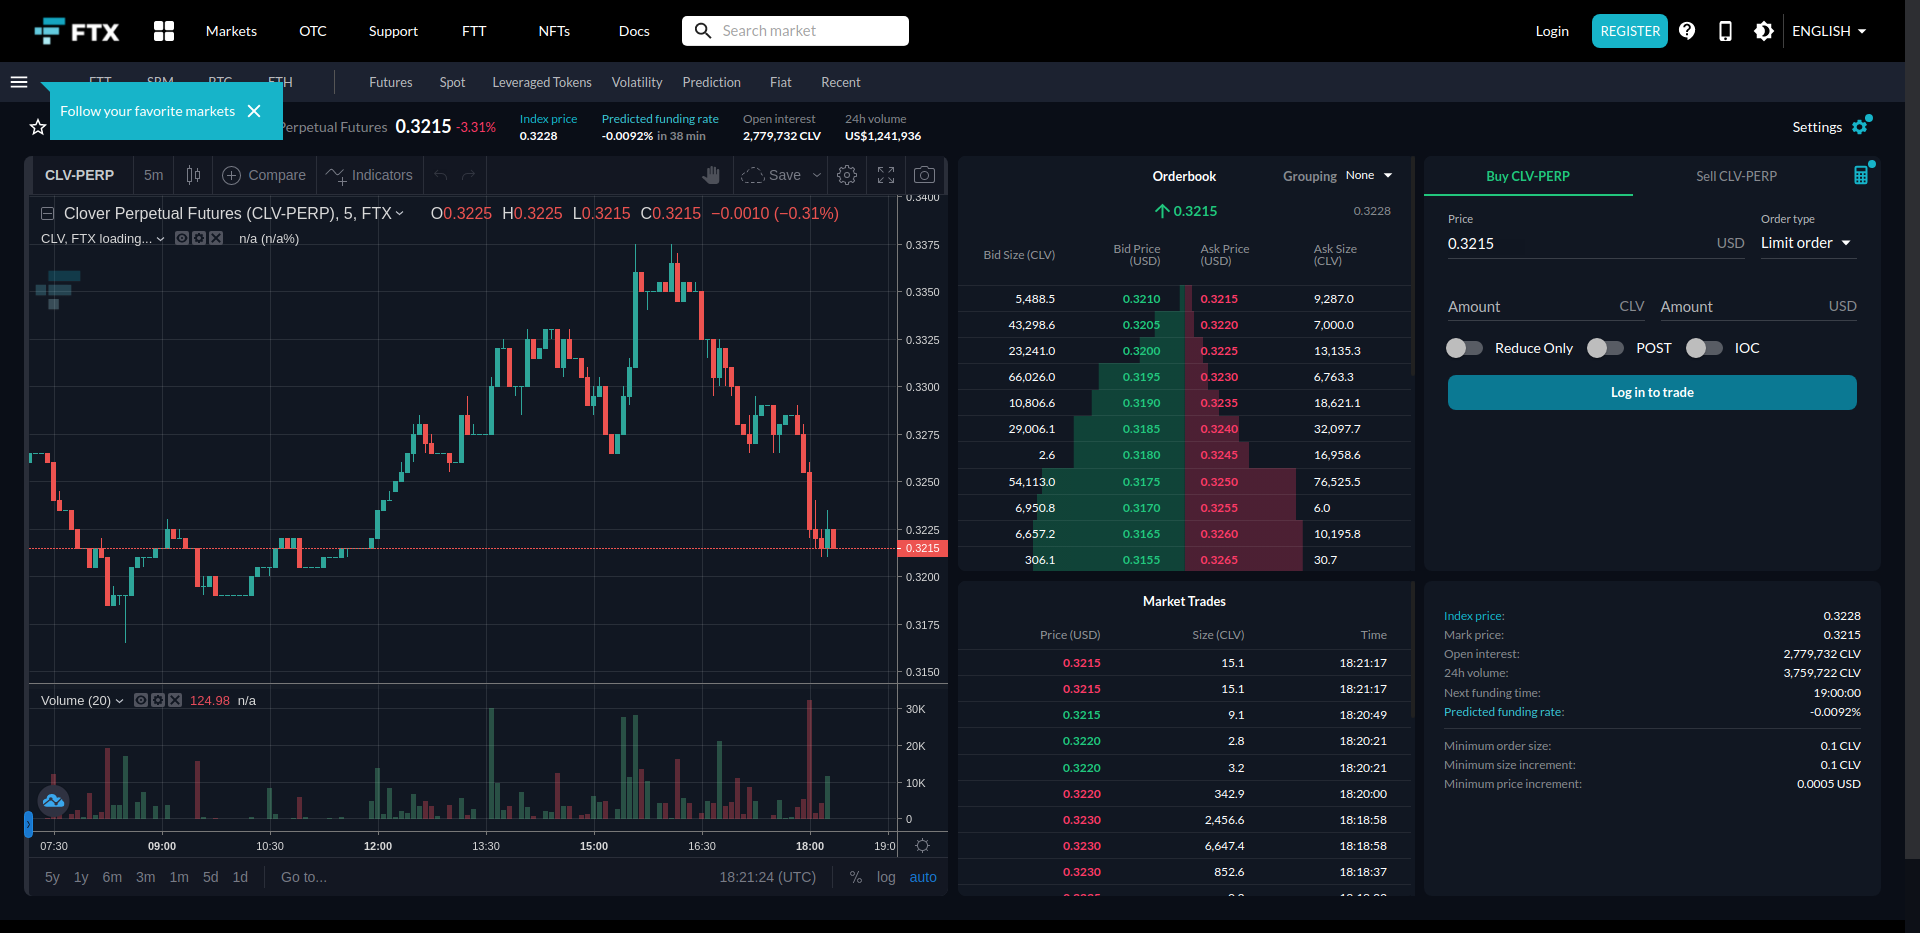 FTX
Markets
OTC
Support
FTT
NFTs
Docs
Search market
Login
REGISTER
ENGLISH
FTT
SRM
BTC
ETH
Futures
Spot
Leveraged Tokens
Volatility
Prediction
Fiat
Recent
Follow your favorite markets
Perpetual Futures
0.3215
-3.31%
Index price
0.3228
Predicted funding rate
-0.0092% in 38 min
Open interest
2,779,732 CLV
24h volume
US$1,241,936
Settings
CLV-PERP
5m
Compare
Indicators
Save
Clover Perpetual Futures (CLV-PERP), 5, FTX
O0.3225 H0.3225 L0.3215 C0.3215 −0.0010 (−0.31%)
CLV, FTX loading...
n/a (n/a%)
0.3400
0.3375
0.3350
0.3325
0.3300
0.3275
0.3250
0.3225
0.3215
0.3200
0.3175
0.3150
Volume (20)
124.98 n/a
30K
20K
10K
0
07:30 09:00 10:30 12:00 13:30 15:00 16:30 18:00 19:0
5y 1y 6m 3m 1m 5d 1d
Go to...
18:21:24 (UTC)
% log auto
Orderbook
Grouping None
0.3215
0.3228
Bid Size (CLV)
Bid Price (USD)
Ask Price (USD)
Ask Size (CLV)
5,488.5 0.3210 0.3215 9,287.0
43,298.6 0.3205 0.3220 7,000.0
23,241.0 0.3200 0.3225 13,135.3
66,026.0 0.3195 0.3230 6,763.3
10,806.6 0.3190 0.3235 18,621.1
29,006.1 0.3185 0.3240 32,097.7
2.6 0.3180 0.3245 16,958.6
54,113.0 0.3175 0.3250 76,525.5
6,950.8 0.3170 0.3255 6.0
6,657.2 0.3165 0.3260 10,195.8
306.1 0.3155 0.3265 30.7
Market Trades
Price (USD) Size (CLV) Time
0.3215 15.1 18:21:17
0.3215 15.1 18:21:17
0.3215 9.1 18:20:49
0.3220 2.8 18:20:21
0.3220 3.2 18:20:21
0.3220 342.9 18:20:00
0.3230 2,456.6 18:18:58
0.3230 6,647.4 18:18:58
0.3230 852.6 18:18:37
Buy CLV-PERP
Sell CLV-PERP
Price
0.3215 USD
Order type
Limit order
Amount CLV
Amount USD
Reduce Only
POST
IOC
Log in to trade
Index price: 0.3228
Mark price: 0.3215
Open interest: 2,779,732 CLV
24h volume: 3,759,722 CLV
Next funding time: 19:00:00
Predicted funding rate: -0.0092%
Minimum order size: 0.1 CLV
Minimum size increment: 0.1 CLV
Minimum price increment: 0.0005 USD